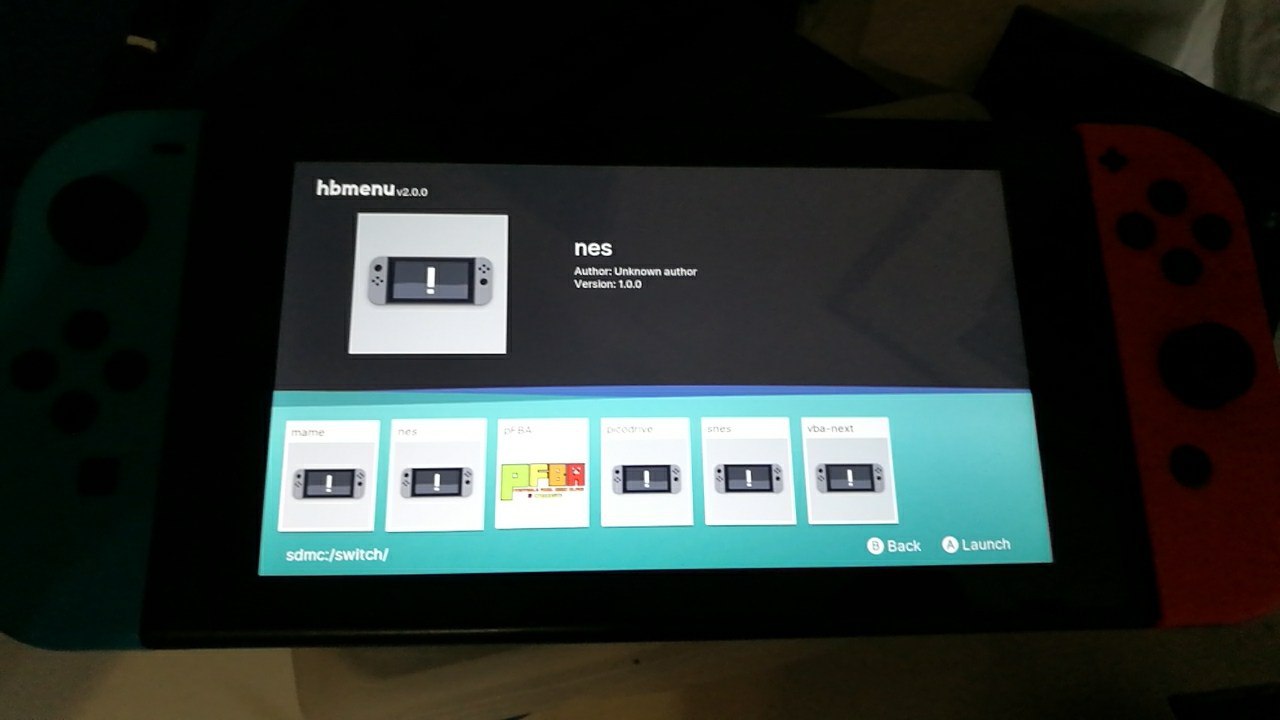 hbmenu v2.0.0
nes
Author: Unknown author
Version: 1.0.0
mame
nes
pFBA
picodrive
snes
vba-next
PFBA
sdmc:/switch/
B Back
A Launch